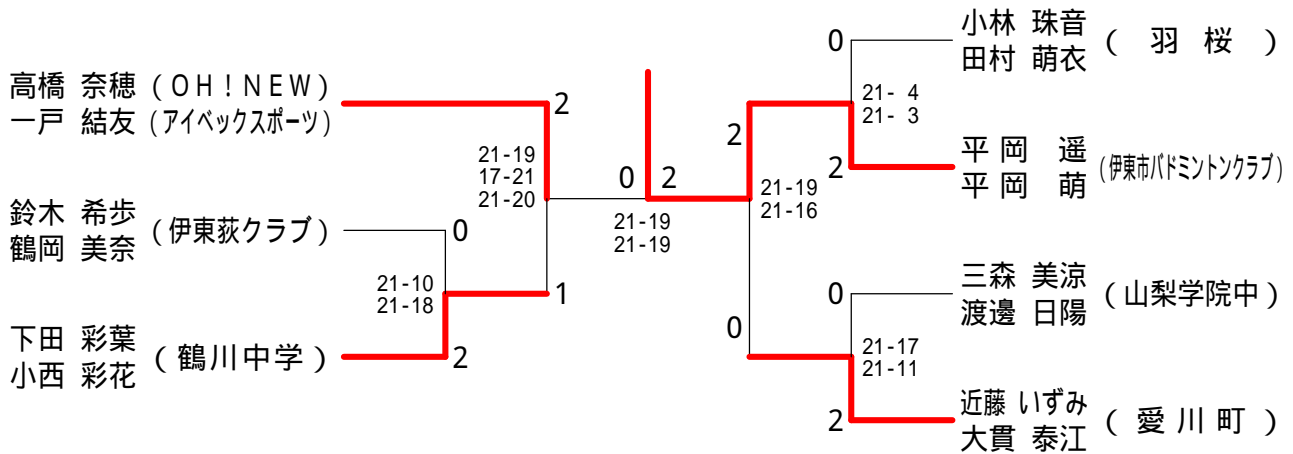 高橋 奈穂 (OH!NEW)
一戸 結友 (アイベックスポーツ)
2
21-19
17-21
21-20
鈴木 希歩
鶴岡 美奈
(伊東荻クラブ)
0
21-10
21-18
1
下田 彩葉
小西 彩花
(鶴川中学)
2
0
2
21-19
21-19
小林 珠音
田村 萌衣
(羽桜)
0
21- 4
21- 3
2
平岡 遥
平岡 萌
(伊東市バドミントンクラブ)
2
21-19
21-16
三森 美涼
渡邊 日陽
(山梨学院中)
0
0
21-17
21-11
近藤 いずみ
大貫 泰江
(愛川町)
2